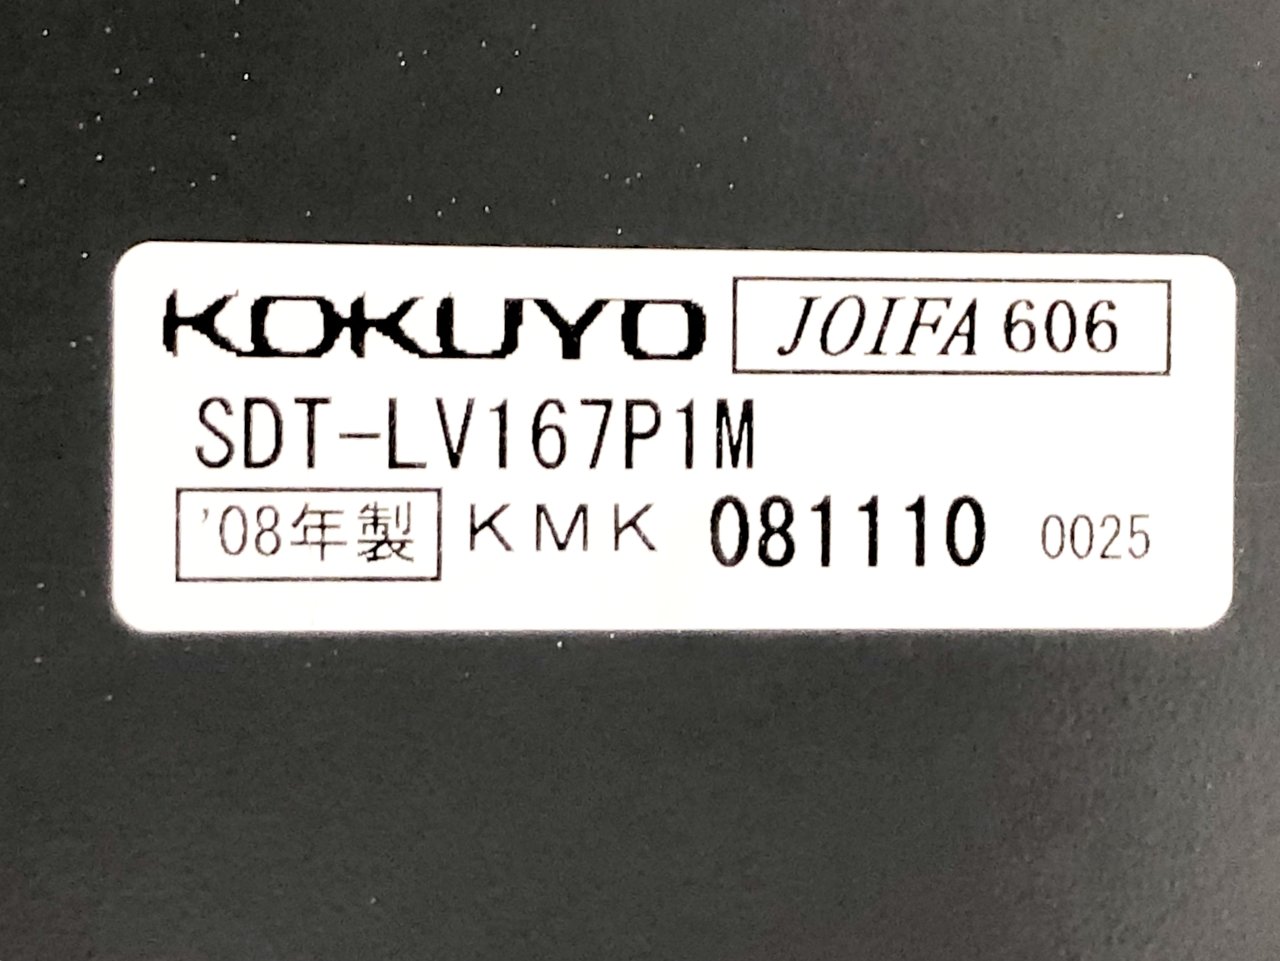 KOKUYO JOIFA 606
SDT-LV167P1M
'08年製 KMK 081110 0025